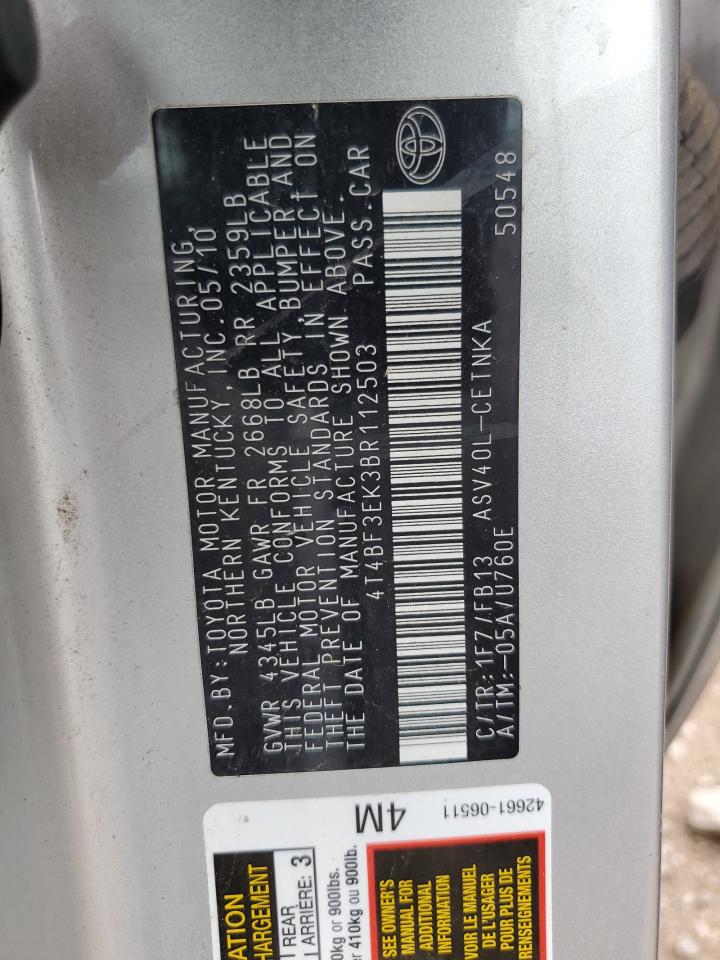 MFD.BY:TOYOTA MOTOR MANUFACTURING,
NORTHERN KENTUCKY, INC.05/10
GVWR 4345LB GAWR FR 2668LB RR 2359LB
THIS VEHICLE CONFORMS TO ALL APPLICABLE
FEDERAL MOTOR VEHICLE SAFETY, BUMPER AND
THEFT PREVENTION STANDARDS IN EFFECT ON
THE DATE OF MANUFACTURE SHOWN ABOVE.
4T4BF3EK3BR112503 PASS.CAR
C/TR:1F7/FB13 ASV40L-CETNKA
A/TM:-05A/U760E 50548
4M
42661-06511
ATION
HARGEMENT
REAR
ARRIÈRE: 3
0kg or 900lbs.
er 410kg ou 900lb.
SEE OWNER'S
MANUAL FOR
ADDITIONAL
INFORMATION
VOIR LE MANUEL
DE L'USAGER
POUR PLUS DE
RENSEIGNEMENTS